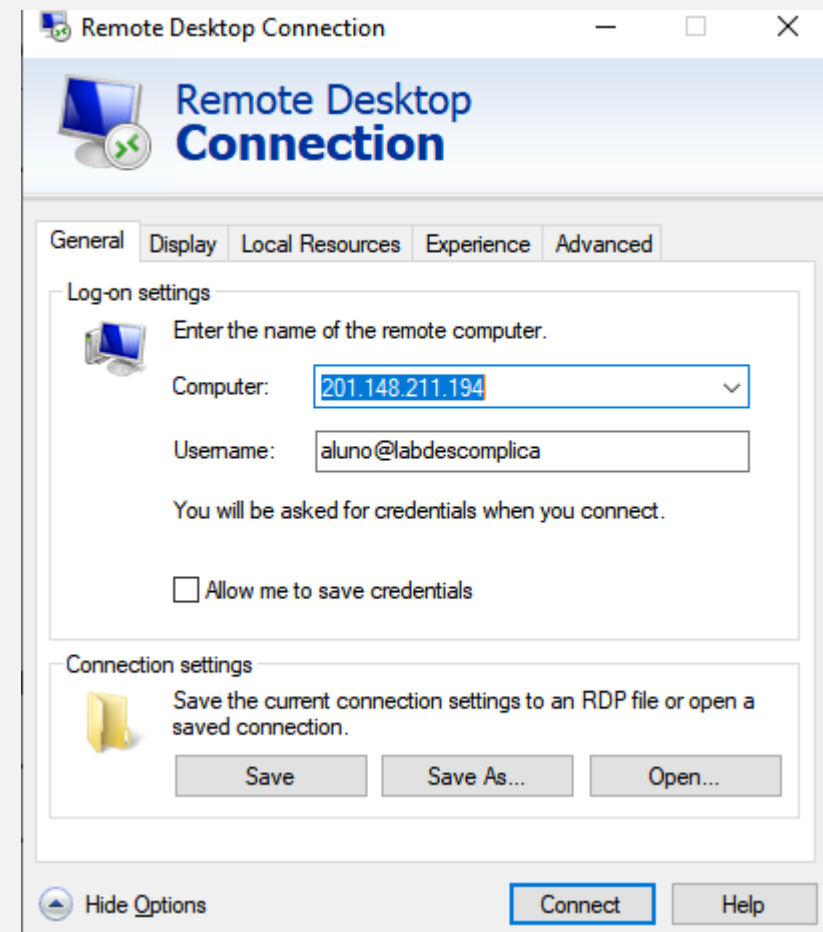 Remote Desktop Connection
Remote Desktop
Connection
General Display Local Resources Experience Advanced
Log-on settings
Enter the name of the remote computer.
Computer: 201.148.211.194
Username: aluno@labdescomplica
You will be asked for credentials when you connect.
Allow me to save credentials
Connection settings
Save the current connection settings to an RDP file or open a
saved connection.
Save Save As... Open...
Hide Options Connect Help